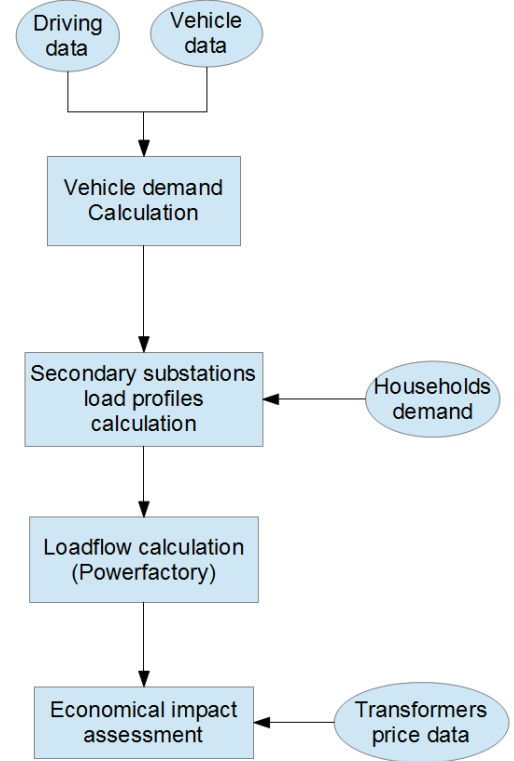 Driving
data
Vehicle
data
Vehicle demand
Calculation
Secondary substations
load profiles
calculation
Households
demand
Loadflow calculation
(Powerfactory)
Economical impact
assessment
Transformers
price data